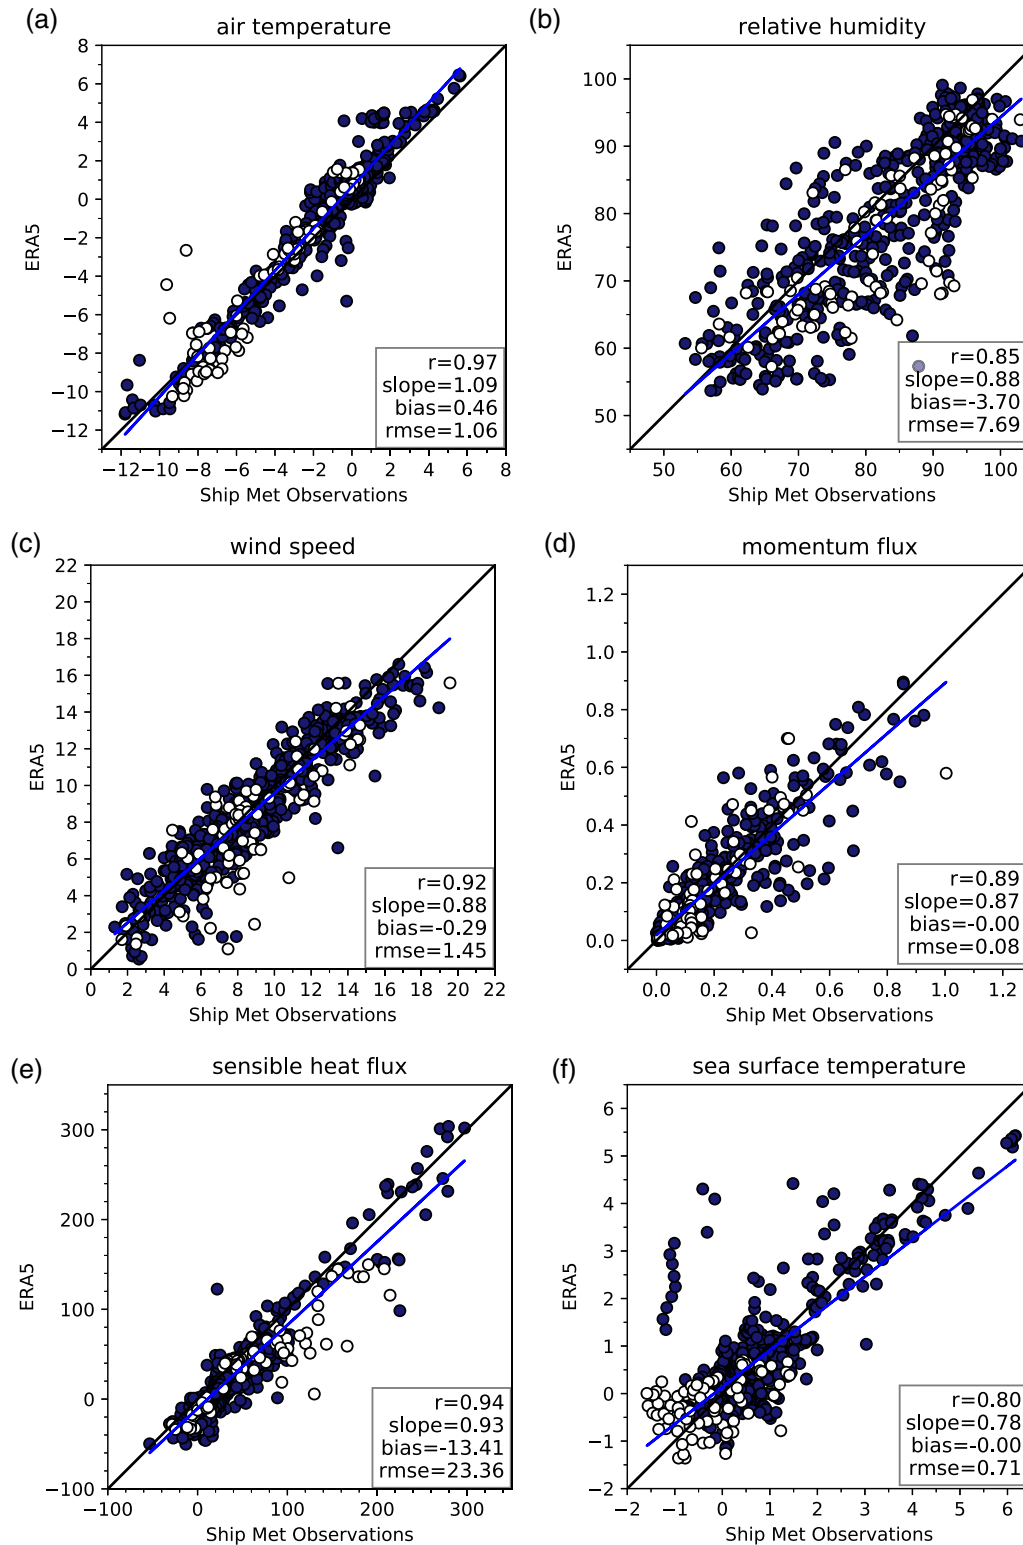 (a)
air temperature
8
6
4
2
0
−2
−4
−6
−8
−10
−12
ERA5
r=0.97
slope=1.09
bias=0.46
rmse=1.06
−12 −10 −8 −6 −4 −2 0 2 4 6 8
Ship Met Observations
(b)
relative humidity
100
90
80
70
60
50
ERA5
r=0.85
slope=0.88
bias=-3.70
rmse=7.69
50 60 70 80 90 100
Ship Met Observations
(c)
wind speed
22
20
18
16
14
12
10
8
6
4
2
0
ERA5
r=0.92
slope=0.88
bias=-0.29
rmse=1.45
0 2 4 6 8 10 12 14 16 18 20 22
Ship Met Observations
(d)
momentum flux
1.2
1.0
0.8
0.6
0.4
0.2
0.0
ERA5
r=0.89
slope=0.87
bias=-0.00
rmse=0.08
0.0 0.2 0.4 0.6 0.8 1.0 1.2
Ship Met Observations
(e)
sensible heat flux
300
200
100
0
−100
ERA5
r=0.94
slope=0.93
bias=-13.41
rmse=23.36
−100 0 100 200 300
Ship Met Observations
(f)
sea surface temperature
6
5
4
3
2
1
0
−1
−2
ERA5
r=0.80
slope=0.78
bias=-0.00
rmse=0.71
−2 −1 0 1 2 3 4 5 6
Ship Met Observations